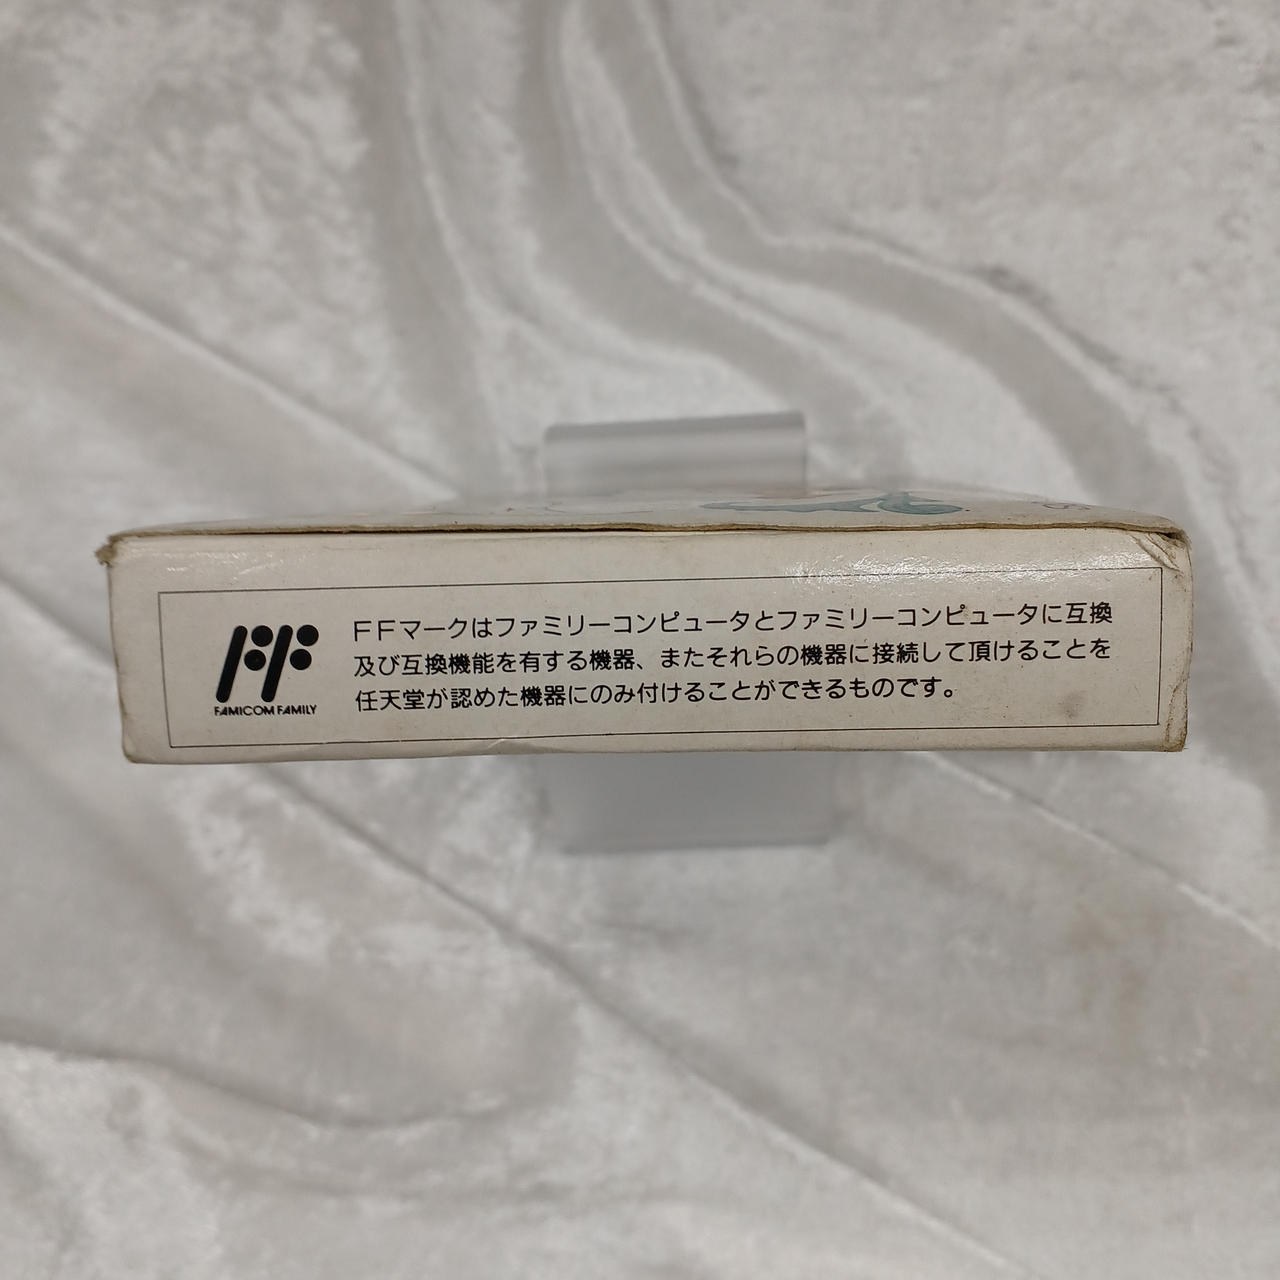 FAMICOM FAMILY
FFマークはファミリーコンピュータとファミリーコンピュータに互換
及び互換機能を有する機器、またそれらの機器に接続して頂けることを
任天堂が認めた機器にのみ付けることができるものです。